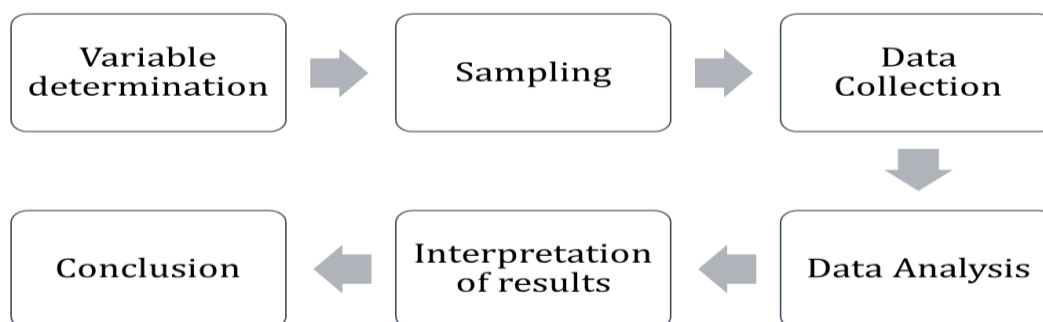 Variable
determination
Sampling
Data
Collection
Data Analysis
Interpretation
of results
Conclusion